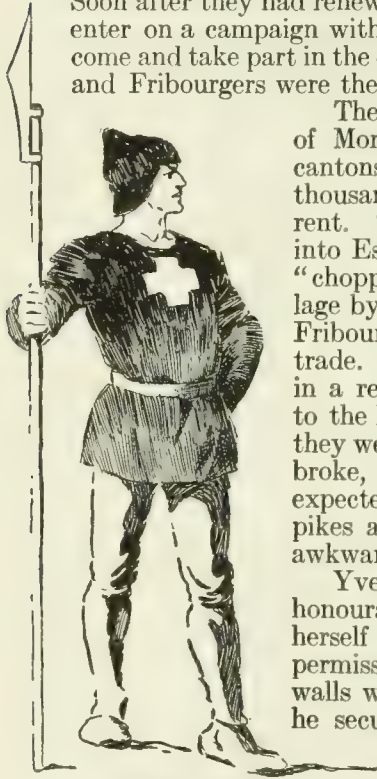 Soon after they had renew
enter on a campaign with
come and take part in the
and Fribourgers were the
The
of Mor
cantons
thousan
rent.
into Es
"chopp
lage by
Fribour
trade.
in a re
to the
they we
broke,
expecte
pikes a
awkwar
Yve
honoura
herself
permiss
walls w
he secu